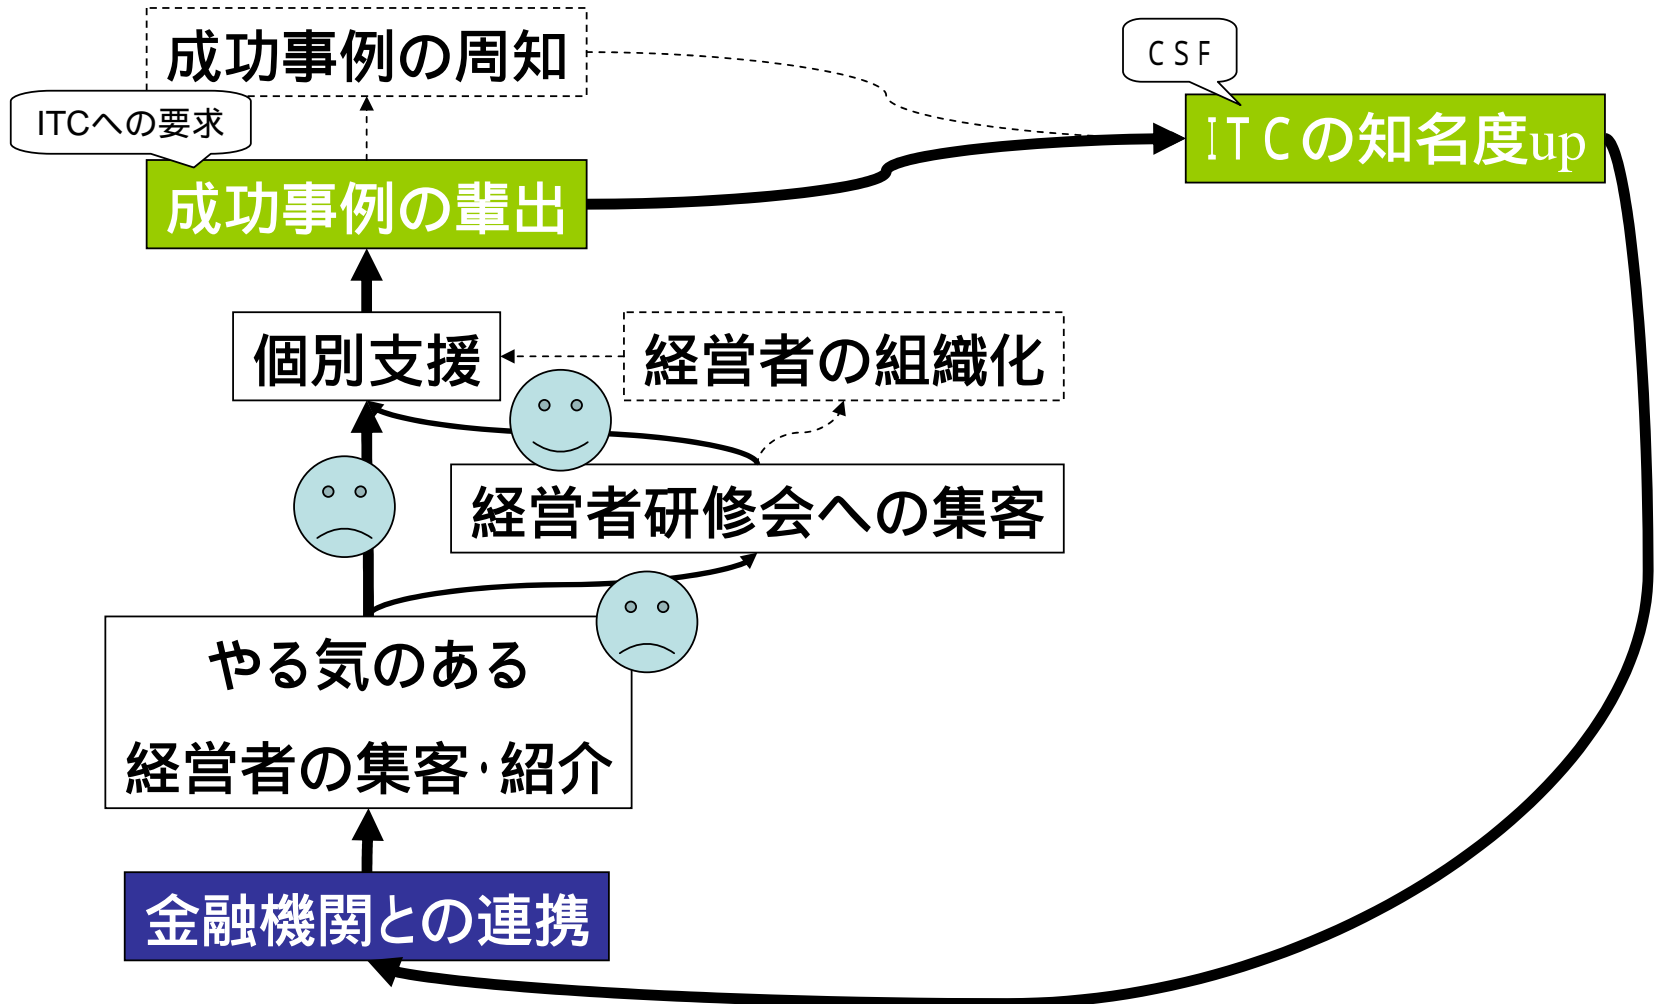 成功事例の周知
CSF
ITCへの要求
ITCの知名度up
成功事例の輩出
個別支援
経営者の組織化
経営者研修会への集客
やる気のある
経営者の集客・紹介
金融機関との連携